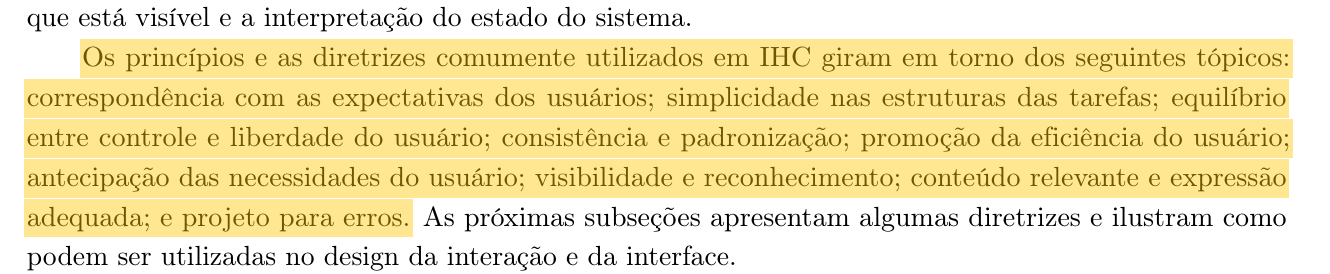 que está visível e a interpretação do estado do sistema.
Os princípios e as diretrizes comumente utilizados em IHC giram em torno dos seguintes tópicos:
correspondência com as expectativas dos usuários; simplicidade nas estruturas das tarefas; equilíbrio
entre controle e liberdade do usuário; consistência e padronização; promoção da eficiência do usuário;
antecipação das necessidades do usuário; visibilidade e reconhecimento; conteúdo relevante e expressão
adequada; e projeto para erros. As próximas subseções apresentam algumas diretrizes e ilustram como
podem ser utilizadas no design da interação e da interface.